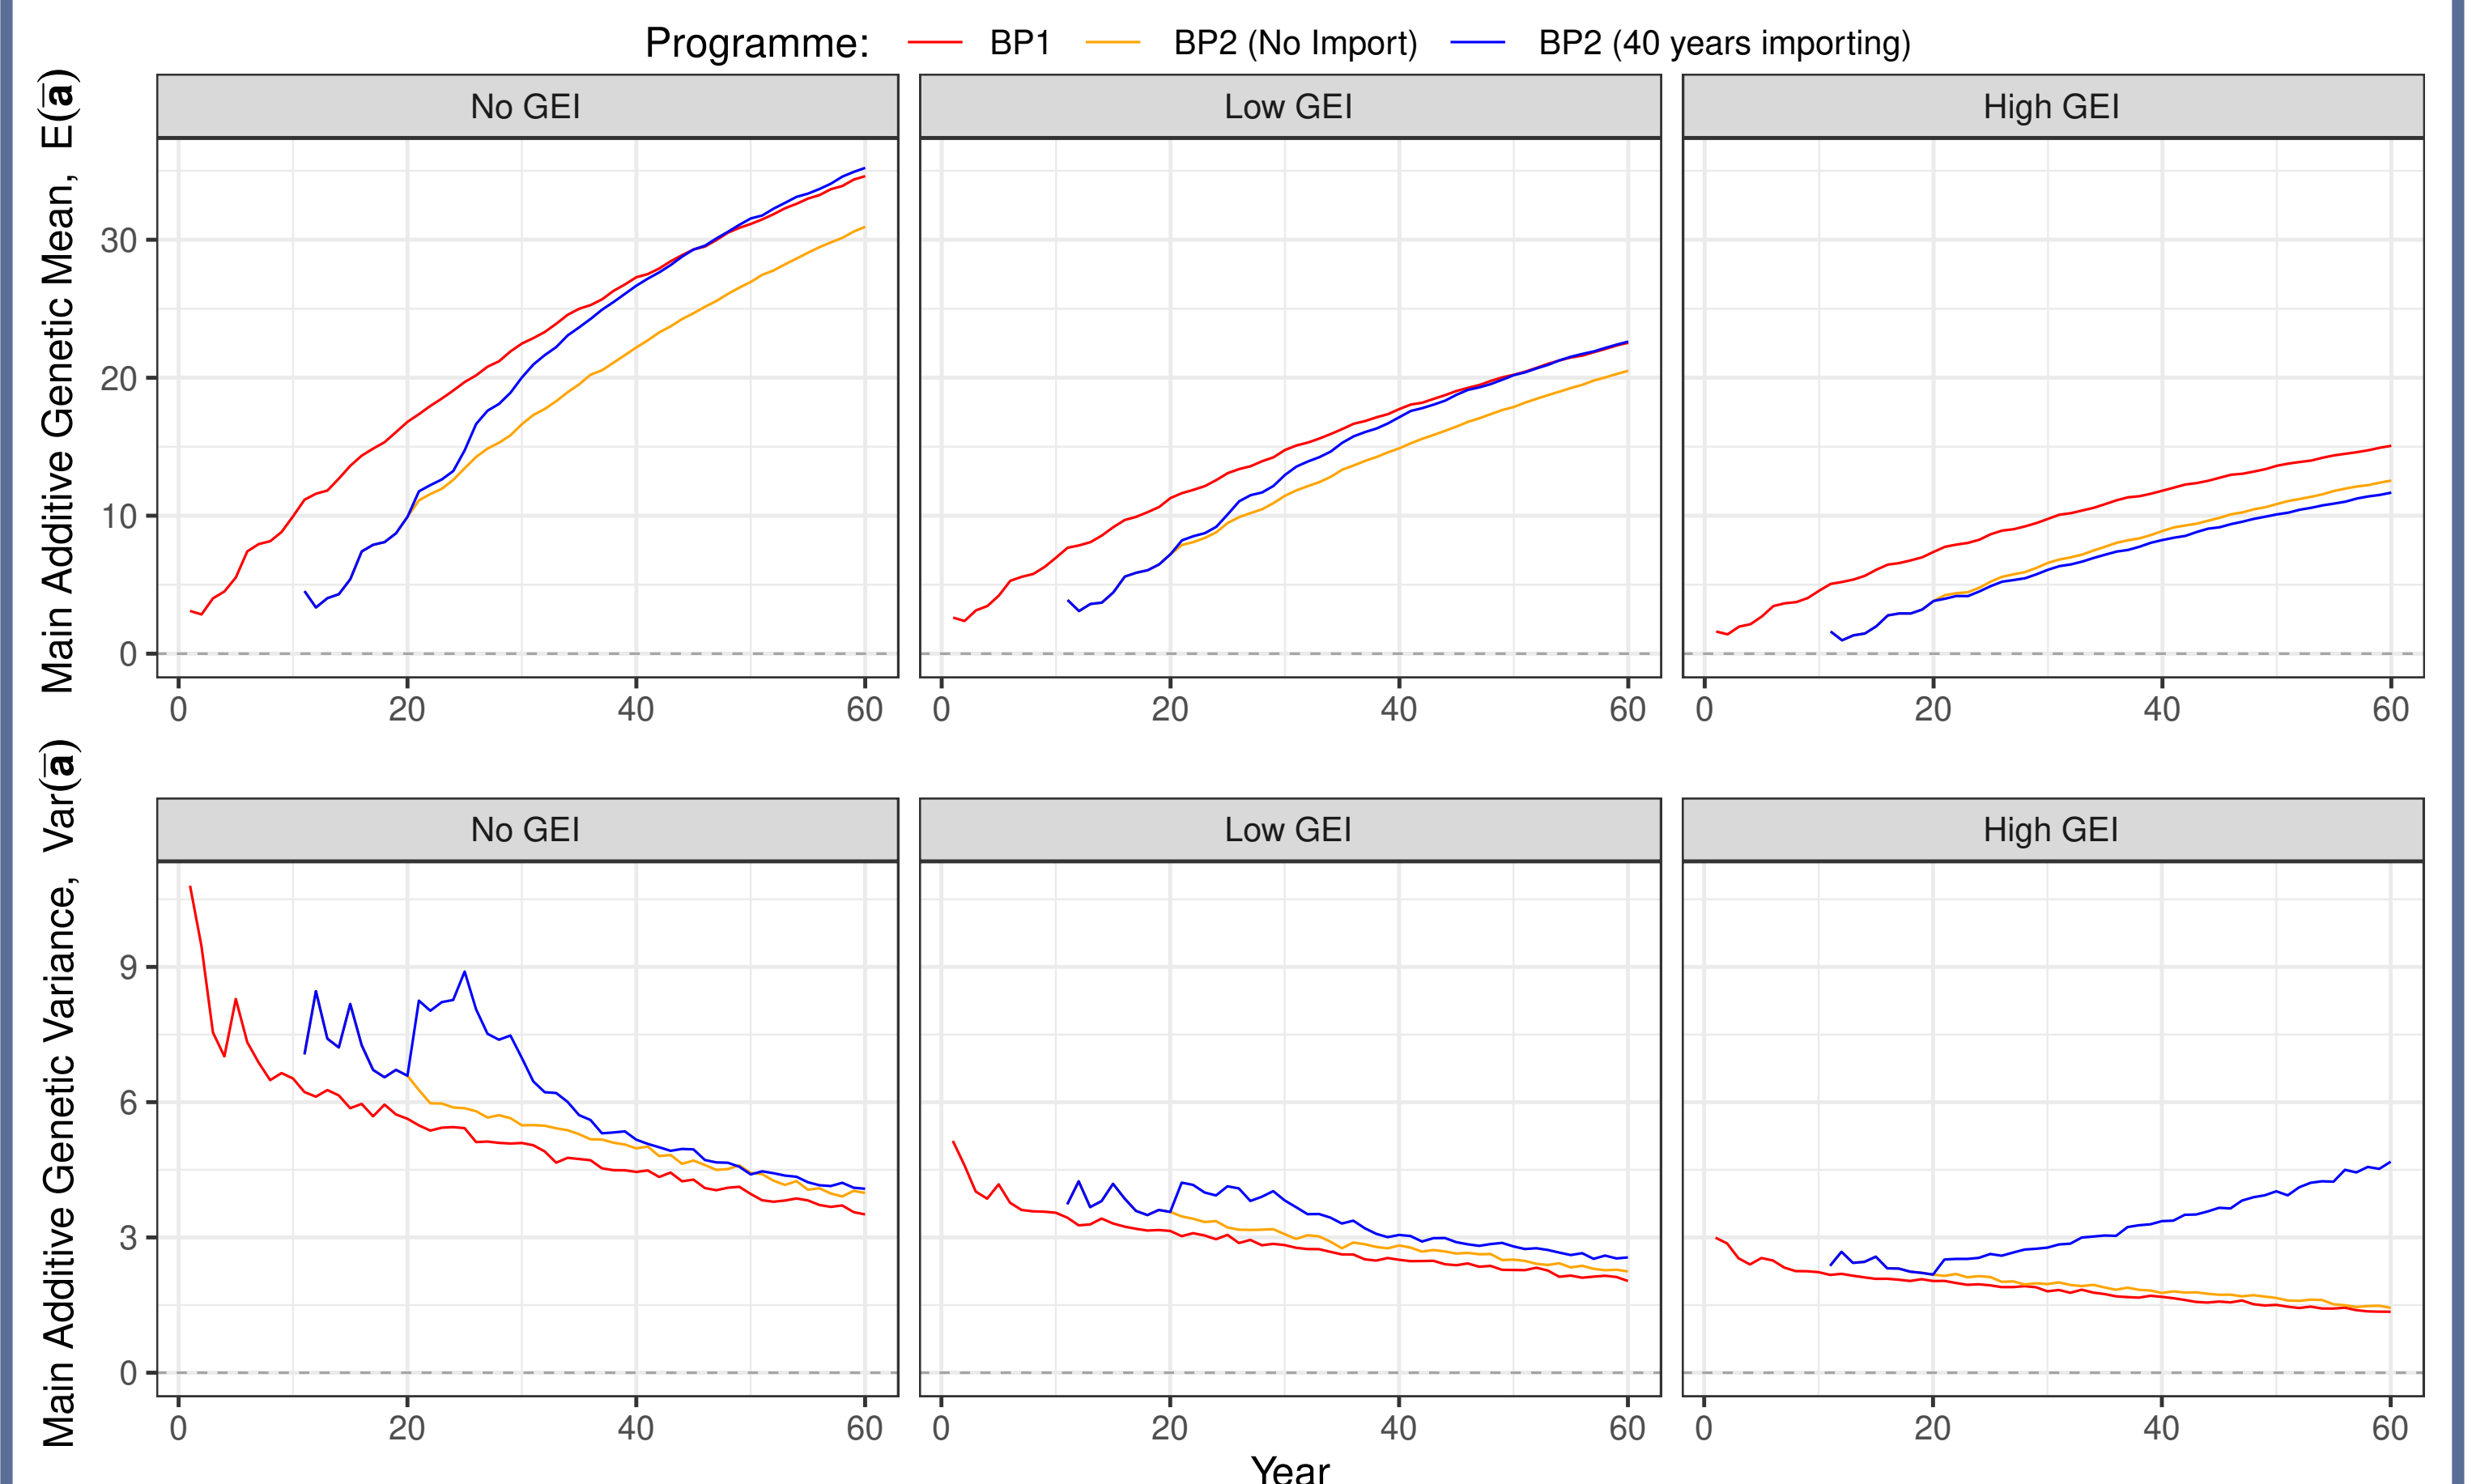 Programme: BP1 BP2 (No Import) BP2 (40 years importing)
Main Additive Genetic Mean, E(a̅)
No GEI Low GEI High GEI
30
20
10
0
0 20 40 60 0 20 40 60 0 20 40 60
Main Additive Genetic Variance, Var(a̅)
No GEI Low GEI High GEI
9
6
3
0
0 20 40 60 0 20 40 60 0 20 40 60
Year